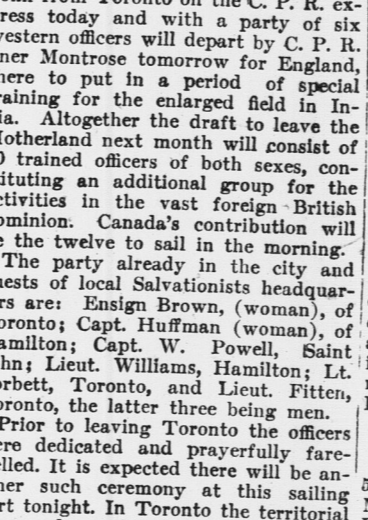 from Toronto on the C. P. R. ex-
ress today and with a party of six
estern officers will depart by C. P. R.
ner Montrose tomorrow for England,
here to put in a period of special
raining for the enlarged field in In-
ia. Altogether the draft to leave the
otherland next month will consist of
0 trained officers of both sexes, con-
ituting an additional group for the
ctivities in the vast foreign British
ominion. Canada's contribution will
e the twelve to sail in the morning.
The party already in the city and
uests of local Salvationists headquar-
rs are: Ensign Brown, (woman), of
oronto; Capt. Huffman (woman), of
amilton; Capt. W. Powell, Saint
hn; Lieut. Williams, Hamilton; Lt.
orbett, Toronto, and Lieut. Fitten,
oronto, the latter three being men.
Prior to leaving Toronto the officers
ere dedicated and prayerfully fare-
elled. It is expected there will be an-
her such ceremony at this sailing
rt tonight. In Toronto the territorial